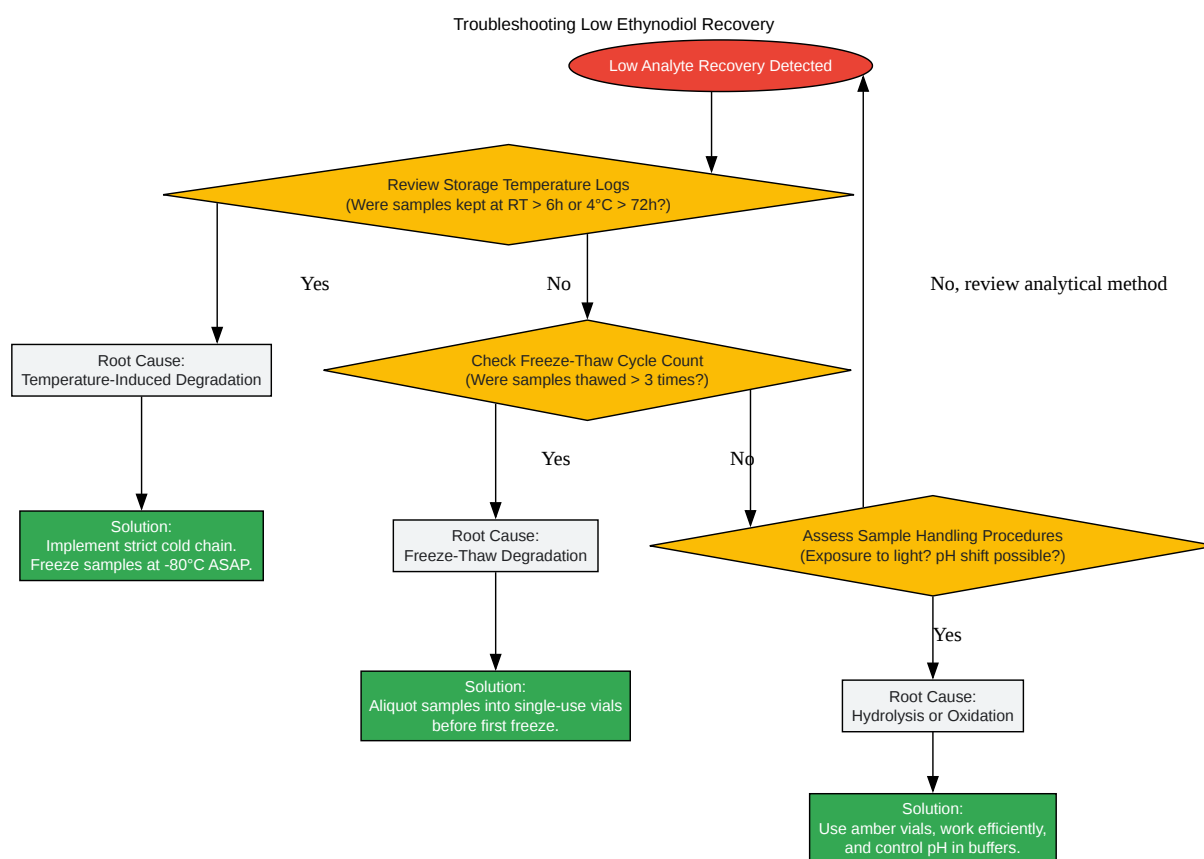 Troubleshooting Low Ethynodiol Recovery
Low Analyte Recovery Detected
Review Storage Temperature Logs
(Were samples kept at RT > 6h or 4°C > 72h?)
Yes
No
No, review analytical method
Root Cause:
Temperature-Induced Degradation
Check Freeze-Thaw Cycle Count
(Were samples thawed > 3 times?)
Yes
No
Solution:
Implement strict cold chain.
Freeze samples at -80°C ASAP.
Root Cause:
Freeze-Thaw Degradation
Assess Sample Handling Procedures
(Exposure to light? pH shift possible?)
Yes
Solution:
Aliquot samples into single-use vials
before first freeze.
Root Cause:
Hydrolysis or Oxidation
Solution:
Use amber vials, work efficiently,
and control pH in buffers.